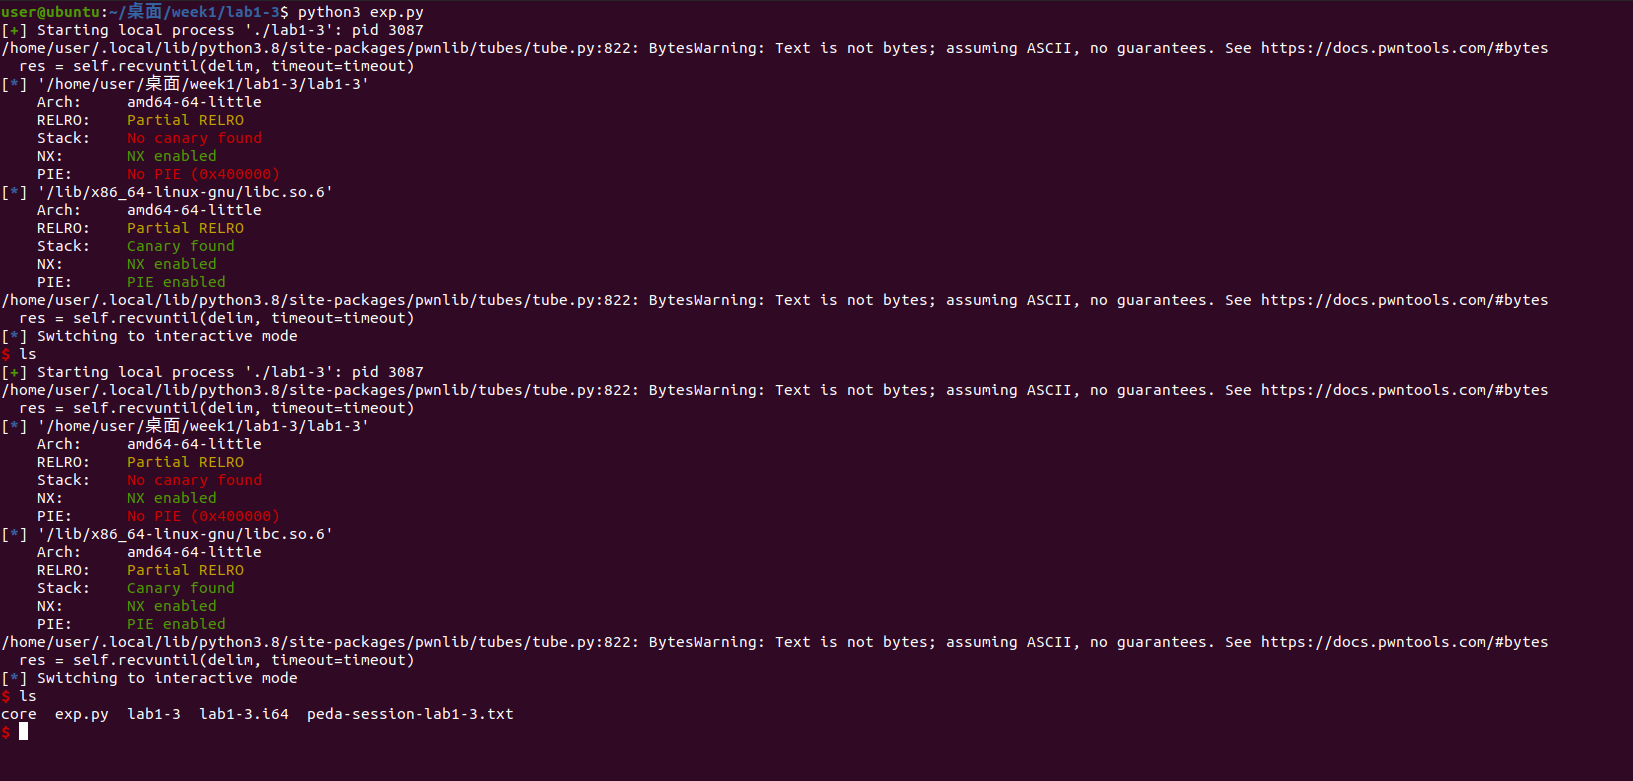 user@ubuntu:~/桌面/week1/lab1-3$ python3 exp.py
[+] Starting local process './lab1-3': pid 3087
/home/user/.local/lib/python3.8/site-packages/pwnlib/tubes/tube.py:822: BytesWarning: Text is not bytes; assuming ASCII, no guarantees. See https://docs.pwntools.com/#bytes
  res = self.recvuntil(delim, timeout=timeout)
[*] '/home/user/桌面/week1/lab1-3/lab1-3'
    Arch:     amd64-64-little
    RELRO:    Partial RELRO
    Stack:    No canary found
    NX:       NX enabled
    PIE:      No PIE (0x400000)
[*] '/lib/x86_64-linux-gnu/libc.so.6'
    Arch:     amd64-64-little
    RELRO:    Partial RELRO
    Stack:    Canary found
    NX:       NX enabled
    PIE:      PIE enabled
/home/user/.local/lib/python3.8/site-packages/pwnlib/tubes/tube.py:822: BytesWarning: Text is not bytes; assuming ASCII, no guarantees. See https://docs.pwntools.com/#bytes
  res = self.recvuntil(delim, timeout=timeout)
[*] Switching to interactive mode
$ ls
[+] Starting local process './lab1-3': pid 3087
/home/user/.local/lib/python3.8/site-packages/pwnlib/tubes/tube.py:822: BytesWarning: Text is not bytes; assuming ASCII, no guarantees. See https://docs.pwntools.com/#bytes
  res = self.recvuntil(delim, timeout=timeout)
[*] '/home/user/桌面/week1/lab1-3/lab1-3'
    Arch:     amd64-64-little
    RELRO:    Partial RELRO
    Stack:    No canary found
    NX:       NX enabled
    PIE:      No PIE (0x400000)
[*] '/lib/x86_64-linux-gnu/libc.so.6'
    Arch:     amd64-64-little
    RELRO:    Partial RELRO
    Stack:    Canary found
    NX:       NX enabled
    PIE:      PIE enabled
/home/user/.local/lib/python3.8/site-packages/pwnlib/tubes/tube.py:822: BytesWarning: Text is not bytes; assuming ASCII, no guarantees. See https://docs.pwntools.com/#bytes
  res = self.recvuntil(delim, timeout=timeout)
[*] Switching to interactive mode
$ ls
core  exp.py  lab1-3  lab1-3.i64  peda-session-lab1-3.txt
$